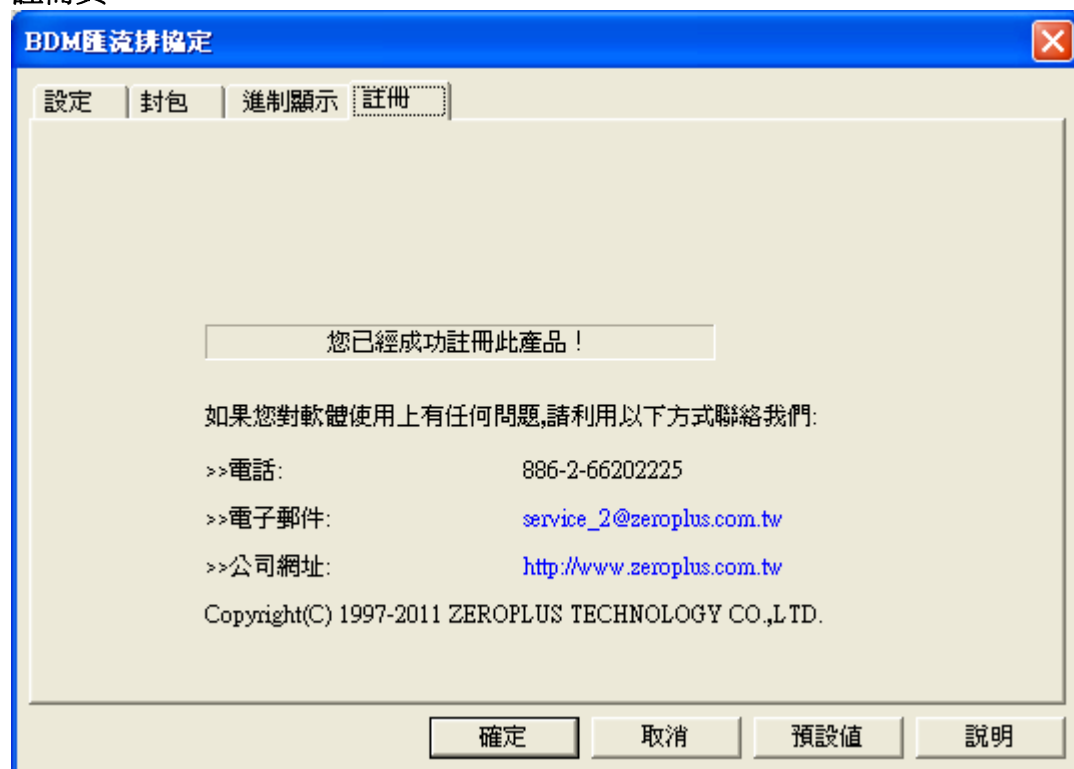 BDM匯流排協定
設定 封包 進制顯示 註冊
您已經成功註冊此產品！
如果您對軟體使用上有任何問題,請利用以下方式聯絡我們:
>>電話: 886-2-66202225
>>電子郵件: service_2@zeroplus.com.tw
>>公司網址: http://www.zeroplus.com.tw
Copyright(C) 1997-2011 ZEROPLUS TECHNOLOGY CO.,LTD.
確定 取消 預設值 說明